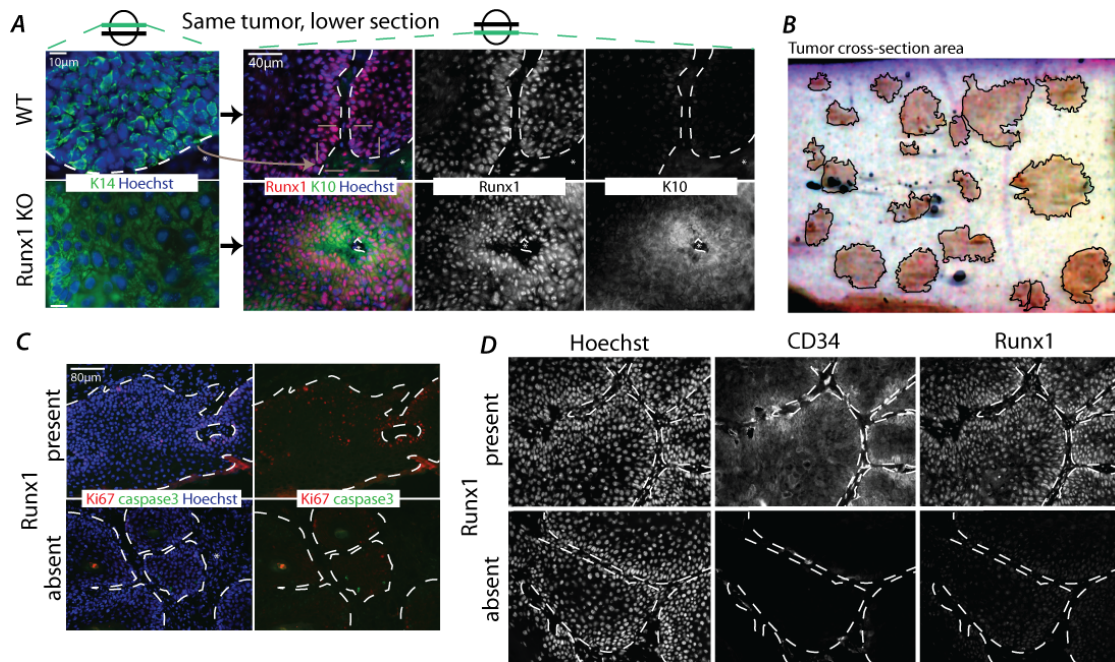 A
Same tumor, lower section
10μm
40μm
WT
K14 Hoechst
Runx1 K10 Hoechst
Runx1
K10
Runx1 KO
B
Tumor cross-section area
C
80μm
present
Runx1
Ki67 caspase3 Hoechst
Ki67 caspase3
absent
*
D
Hoechst
CD34
Runx1
present
Runx1
absent